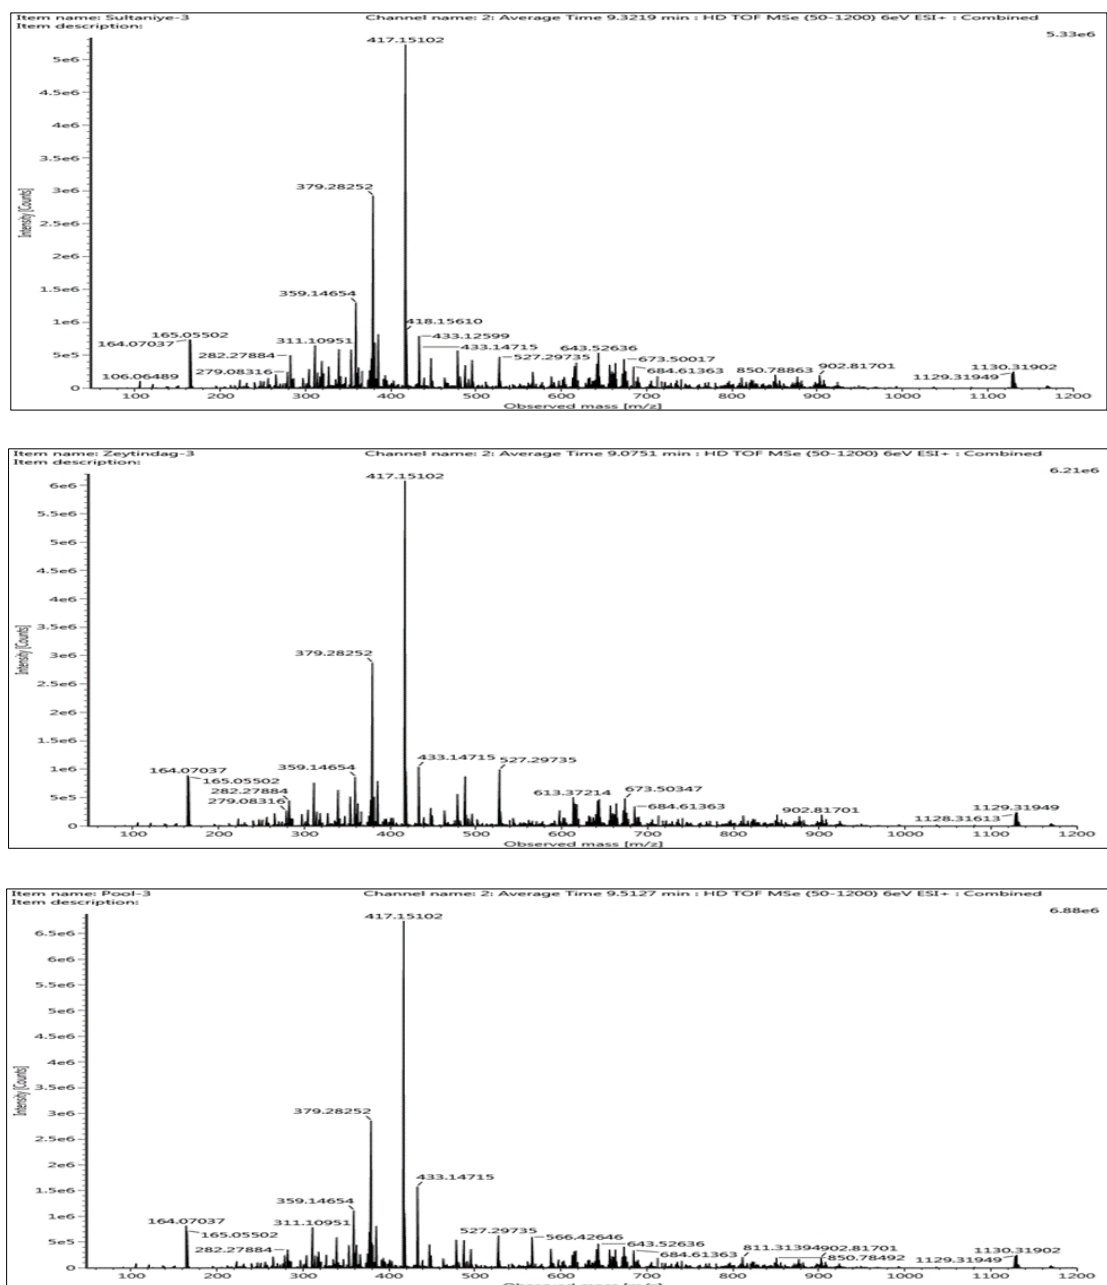 Item name: Sultaniye-3 Channel name: 2: Average Time 9.3219 min : HD TOF MSe (50-1200) 6eV ESI+ : Combined
Item description:
5.33e6
417.15102
5e6
4.5e6
4e6
3.5e6
379.28252
3e6
2.5e6
2e6
359.14654
1.5e6
418.15610
1e6
165.05502
164.07037
311.10951
433.12599
433.14715
643.52636
282.27884
527.29735
673.50017
5e5
279.08316
684.61363
850.78863
902.81701
1130.31902
106.06489
1129.31949
0
100 200 300 400 500 600 700 800 900 1000 1100 1200
Observed mass [m/z]
Intensity [Counts]
Item name: Zeytindag-3 Channel name: 2: Average Time 9.0751 min : HD TOF MSe (50-1200) 6eV ESI+ : Combined
Item description:
6.21e6
417.15102
6e6
5.5e6
5e6
4.5e6
4e6
3.5e6
379.28252
3e6
2.5e6
2e6
1.5e6
433.14715
359.14654
164.07037
1e6
165.05502
527.29735
282.27884
613.37214
673.50347
279.08316
5e5
684.61363
902.81701
1129.31949
1128.31613
0
100 200 300 400 500 600 700 800 900 1000 1100 1200
Observed mass [m/z]
Intensity [Counts]
Item name: Pool-3 Channel name: 2: Average Time 9.5127 min : HD TOF MSe (50-1200) 6eV ESI+ : Combined
Item description:
6.88e6
417.15102
6.5e6
6e6
5.5e6
5e6
4.5e6
4e6
3.5e6
379.28252
3e6
2.5e6
2e6
433.14715
1.5e6
359.14654
164.07037
311.10951
1e6
165.05502
527.29735
566.42646
643.52636
282.27884
5e5
684.61363
811.31394
902.81701
850.78492
1130.31902
1129.31949
0
100 200 300 400 500 600 700 800 900 1000 1100 1200
Observed mass [m/z]
Intensity [Counts]